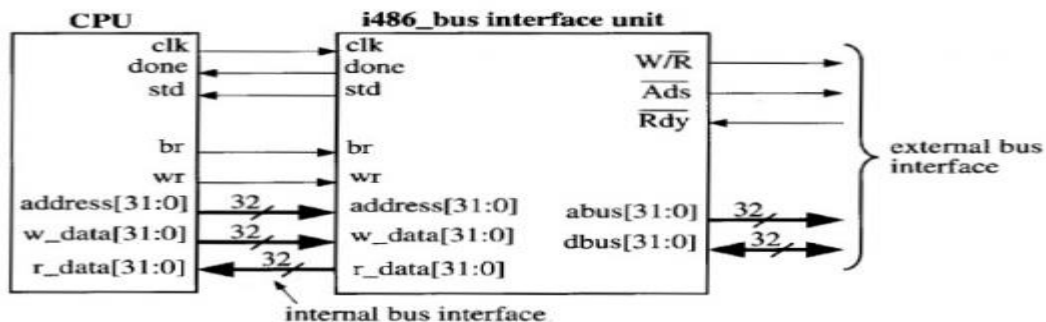 CPU
i486_bus interface unit
clk
clk
done
done
std
std
W/R̅
A̅d̅s̅
R̅d̅y̅
br
br
wr
wr
external bus
interface
address[31:0]
32
address[31:0]
abus[31:0]
32
w_data[31:0]
32
w_data[31:0]
dbus[31:0]
32
r_data[31:0]
32
r_data[31:0]
internal bus interface